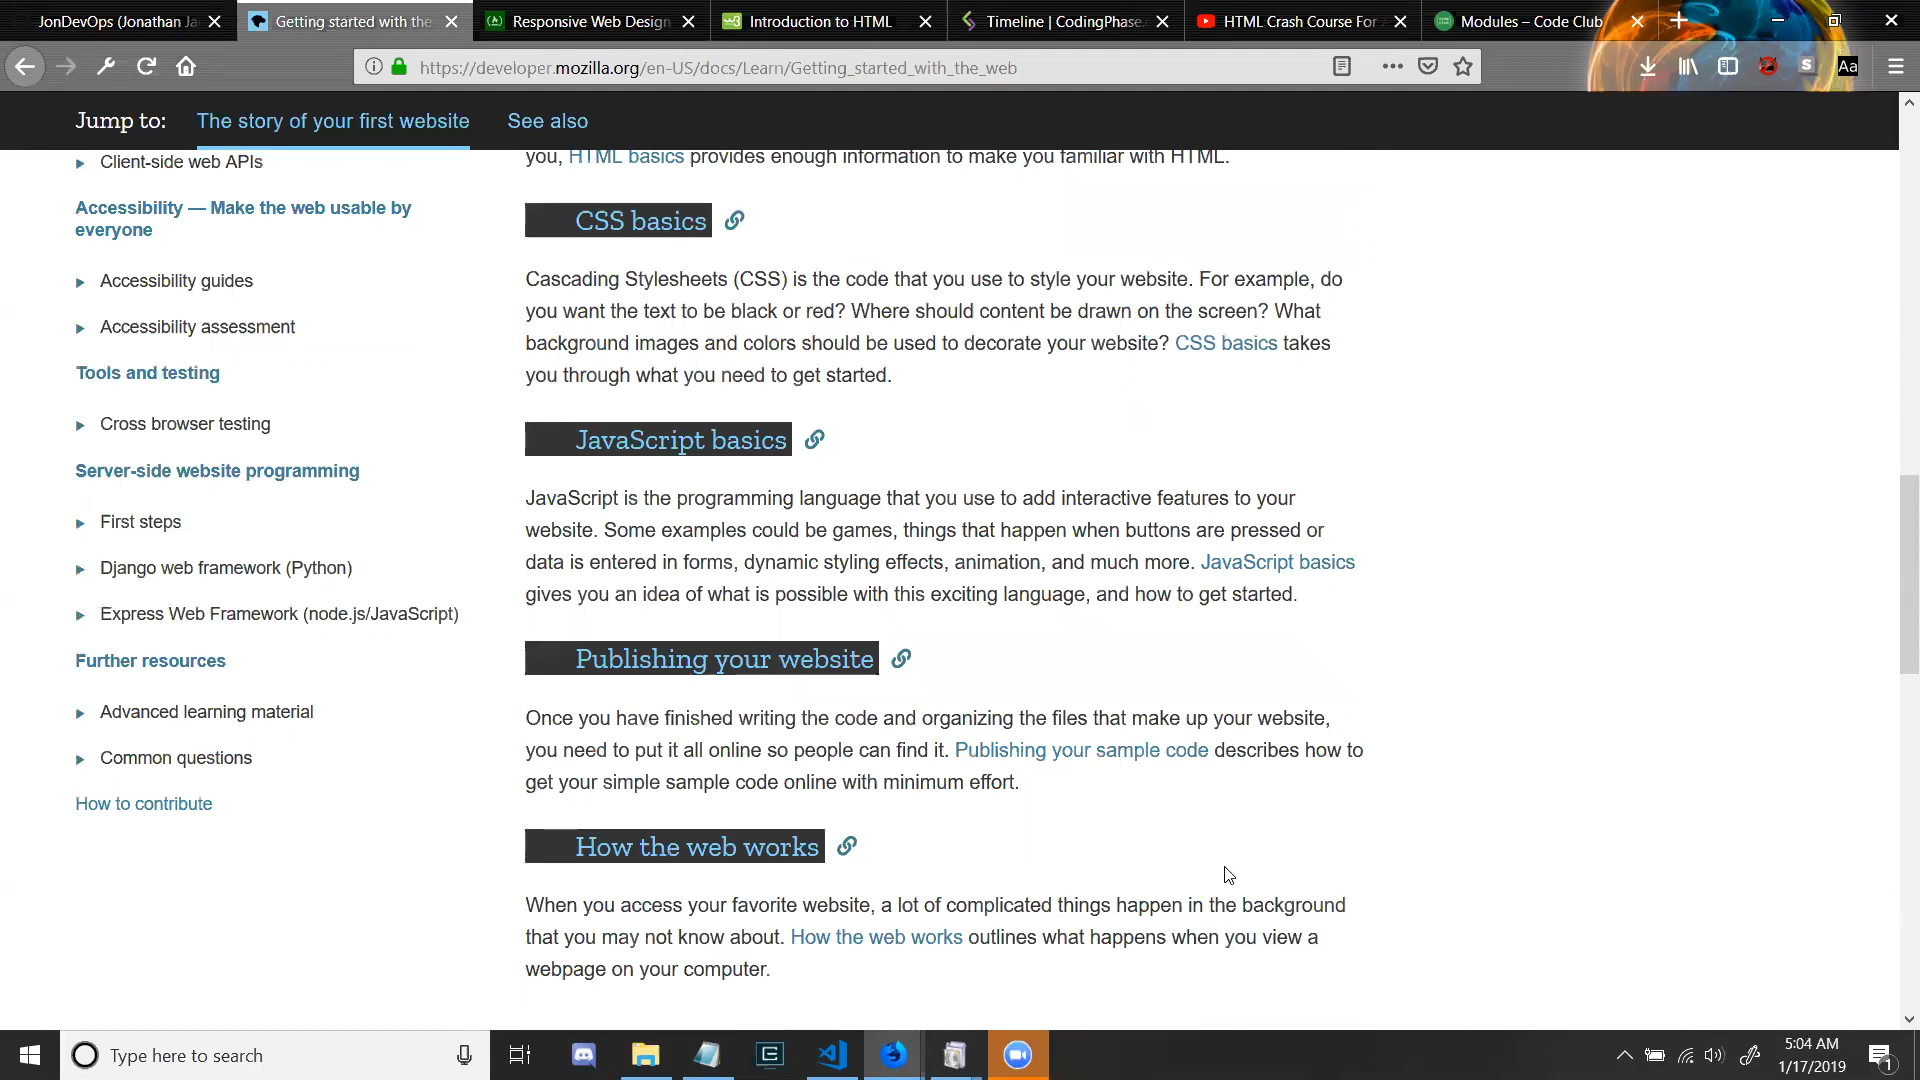 JonDevOps (Jonathan Ja
Getting started with the
Responsive Web Design
Introduction to HTML
Timeline | CodingPhase.
HTML Crash Course For
Modules – Code Club
https://developer.mozilla.org/en-US/docs/Learn/Getting_started_with_the_web
S
Aa
Jump to:
The story of your first website
See also
Client-side web APIs
Accessibility — Make the web usable by
everyone
Accessibility guides
Accessibility assessment
Tools and testing
Cross browser testing
Server-side website programming
First steps
Django web framework (Python)
Express Web Framework (node.js/JavaScript)
Further resources
Advanced learning material
Common questions
How to contribute
you, HTML basics provides enough information to make you familiar with HTML.
CSS basics
Cascading Stylesheets (CSS) is the code that you use to style your website. For example, do
you want the text to be black or red? Where should content be drawn on the screen? What
background images and colors should be used to decorate your website? CSS basics takes
you through what you need to get started.
JavaScript basics
JavaScript is the programming language that you use to add interactive features to your
website. Some examples could be games, things that happen when buttons are pressed or
data is entered in forms, dynamic styling effects, animation, and much more. JavaScript basics
gives you an idea of what is possible with this exciting language, and how to get started.
Publishing your website
Once you have finished writing the code and organizing the files that make up your website,
you need to put it all online so people can find it. Publishing your sample code describes how to
get your simple sample code online with minimum effort.
How the web works
When you access your favorite website, a lot of complicated things happen in the background
that you may not know about. How the web works outlines what happens when you view a
webpage on your computer.
Type here to search
5:04 AM
1/17/2019
1